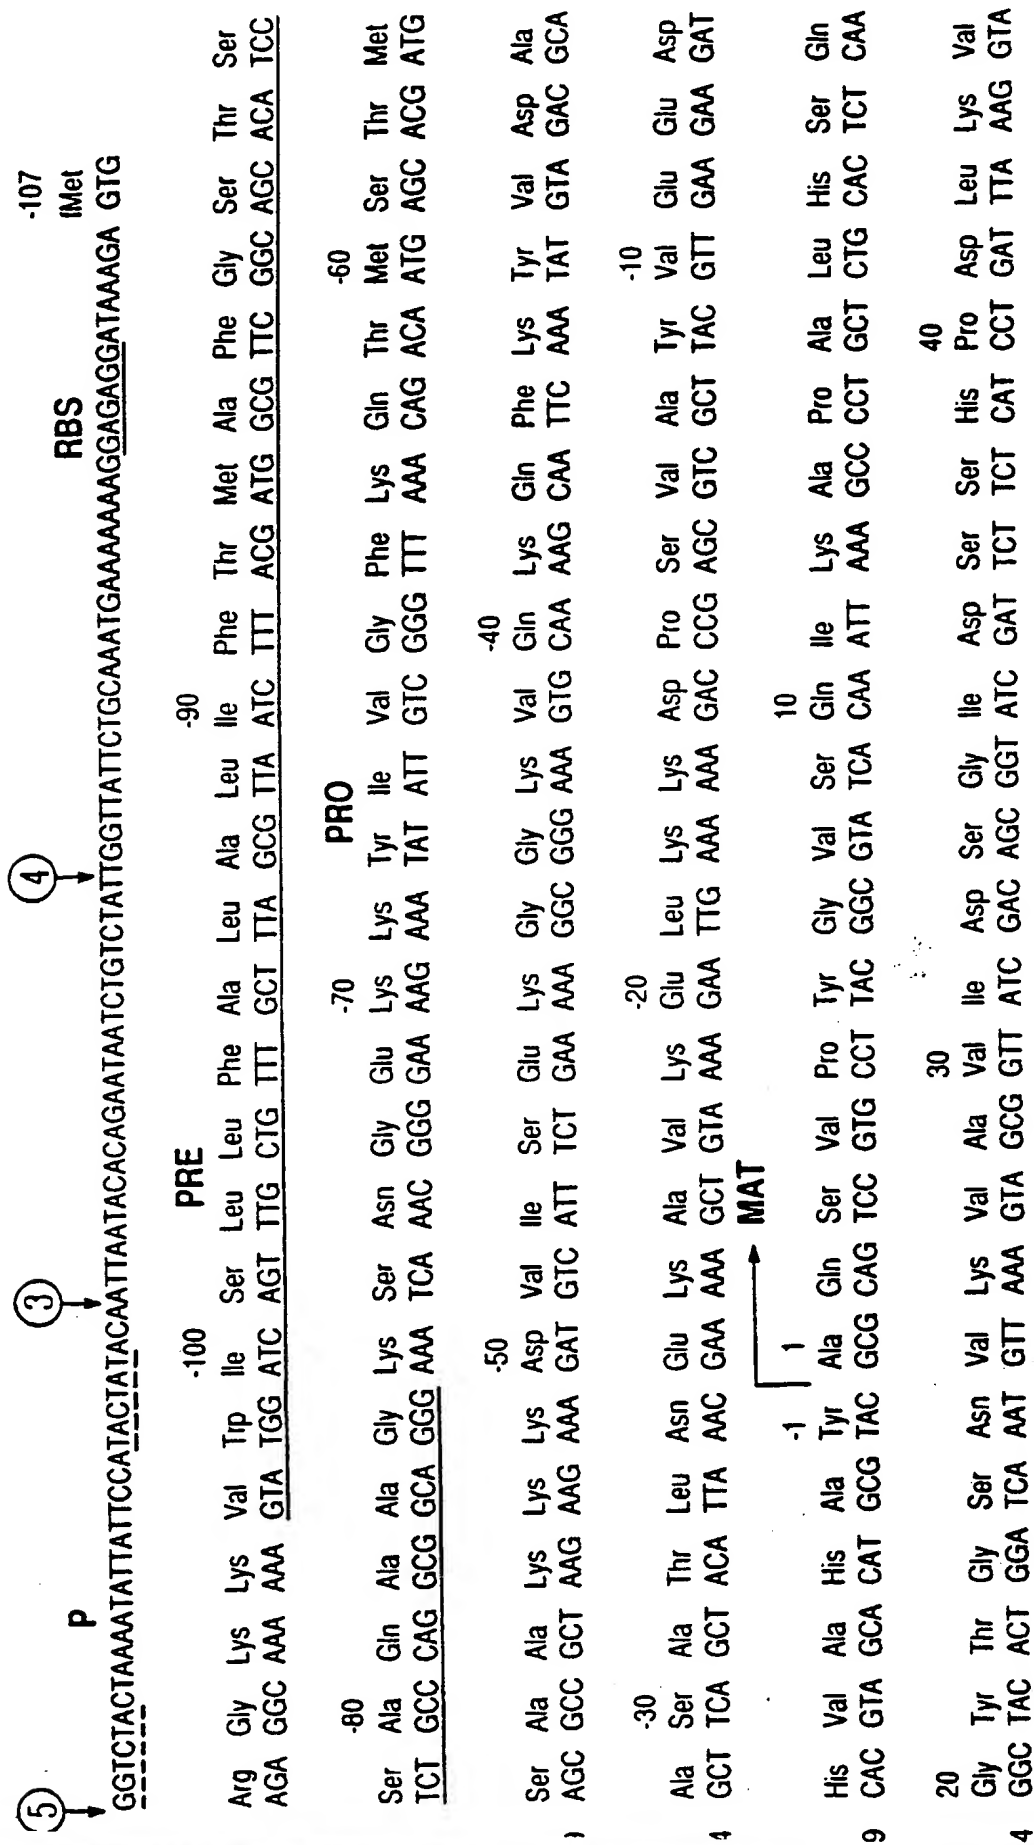 -107
⑤ P ③ ④ RBS fMet
GGTCTACTAAAATATTATTCCATACTATACAATTAATACACAGAATAATCTGTCTATTGGTTATTCTGCAAATGAAAAAAAGGAGAGGATAAAGA GTG
PRE
-100 -90
Arg Gly Lys Lys Val Trp Ile Ser Leu Leu Phe Ala Leu Ala Leu Ile Phe Thr Met Ala Phe Gly Ser Thr Ser
AGA GGC AAA AAA GTA TGG ATC AGT TTG CTG TTT GCT TTA GCG TTA ATC TTT ACG ATG GCG TTC GGC AGC ACA TCC
PRO
-80 -70 -60
Ser Ala Gln Ala Ala Gly Lys Ser Asn Gly Glu Lys Lys Tyr Ile Val Gly Phe Lys Gln Thr Met Ser Thr Met
TCT GCC CAG GCG GCA GGG AAA TCA AAC GGG GAA AAG AAA TAT ATT GTC GGG TTT AAA CAG ACA ATG AGC ACG ATG
-50 -40
Ser Ala Ala Lys Lys Lys Asp Val Ile Ser Glu Lys Gly Gly Lys Val Gln Lys Gln Phe Lys Tyr Val Asp Ala
AGC GCC GCT AAG AAG AAA GAT GTC ATT TCT GAA AAA GGC GGG AAA GTG CAA AAG CAA TTC AAA TAT GTA GAC GCA
-30 -20 -10
Ala Ser Ala Thr Leu Asn Glu Lys Ala Val Lys Glu Leu Lys Lys Asp Pro Ser Val Ala Tyr Val Glu Glu Asp
4 GCT TCA GCT ACA TTA AAC GAA AAA GCT GTA AAA GAA TTG AAA AAA GAC CCG AGC GTC GCT TAC GTT GAA GAA GAT
MAT
-1 1 10
His Val Ala His Ala Tyr Ala Gln Ser Val Pro Tyr Gly Val Ser Gln Ile Lys Ala Pro Ala Leu His Ser Gln
9 CAC GTA GCA CAT GCG TAC GCG CAG TCC GTG CCT TAC GGC GTA TCA CAA ATT AAA GCC CCT GCT CTG CAC TCT CAA
20 30 40
Gly Tyr Thr Gly Ser Asn Val Lys Val Ala Val Ile Asp Ser Gly Ile Asp Ser Ser His Pro Asp Leu Lys Val
4 GGC TAC ACT GGA TCA AAT GTT AAA GTA GCG GTT ATC GAC AGC GGT ATC GAT TCT TCT CAT CCT GAT TTA AAG GTA